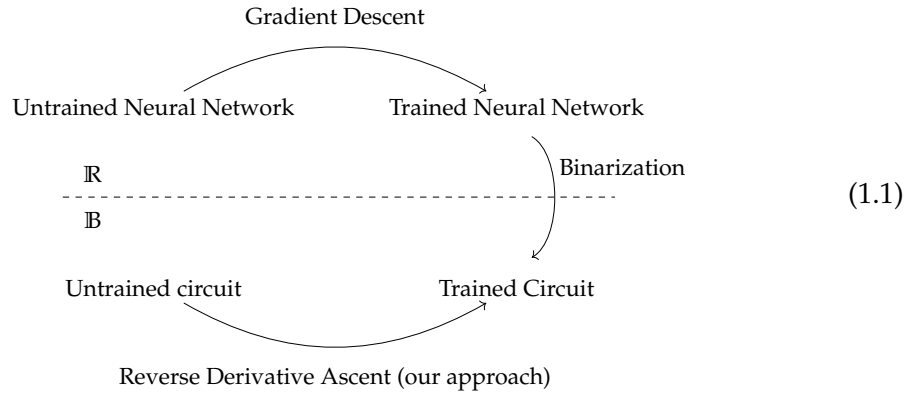 Gradient Descent
Untrained Neural Network
Trained Neural Network
Binarization
ℝ
(1.1)
𝔹
Untrained circuit
Trained Circuit
Reverse Derivative Ascent (our approach)